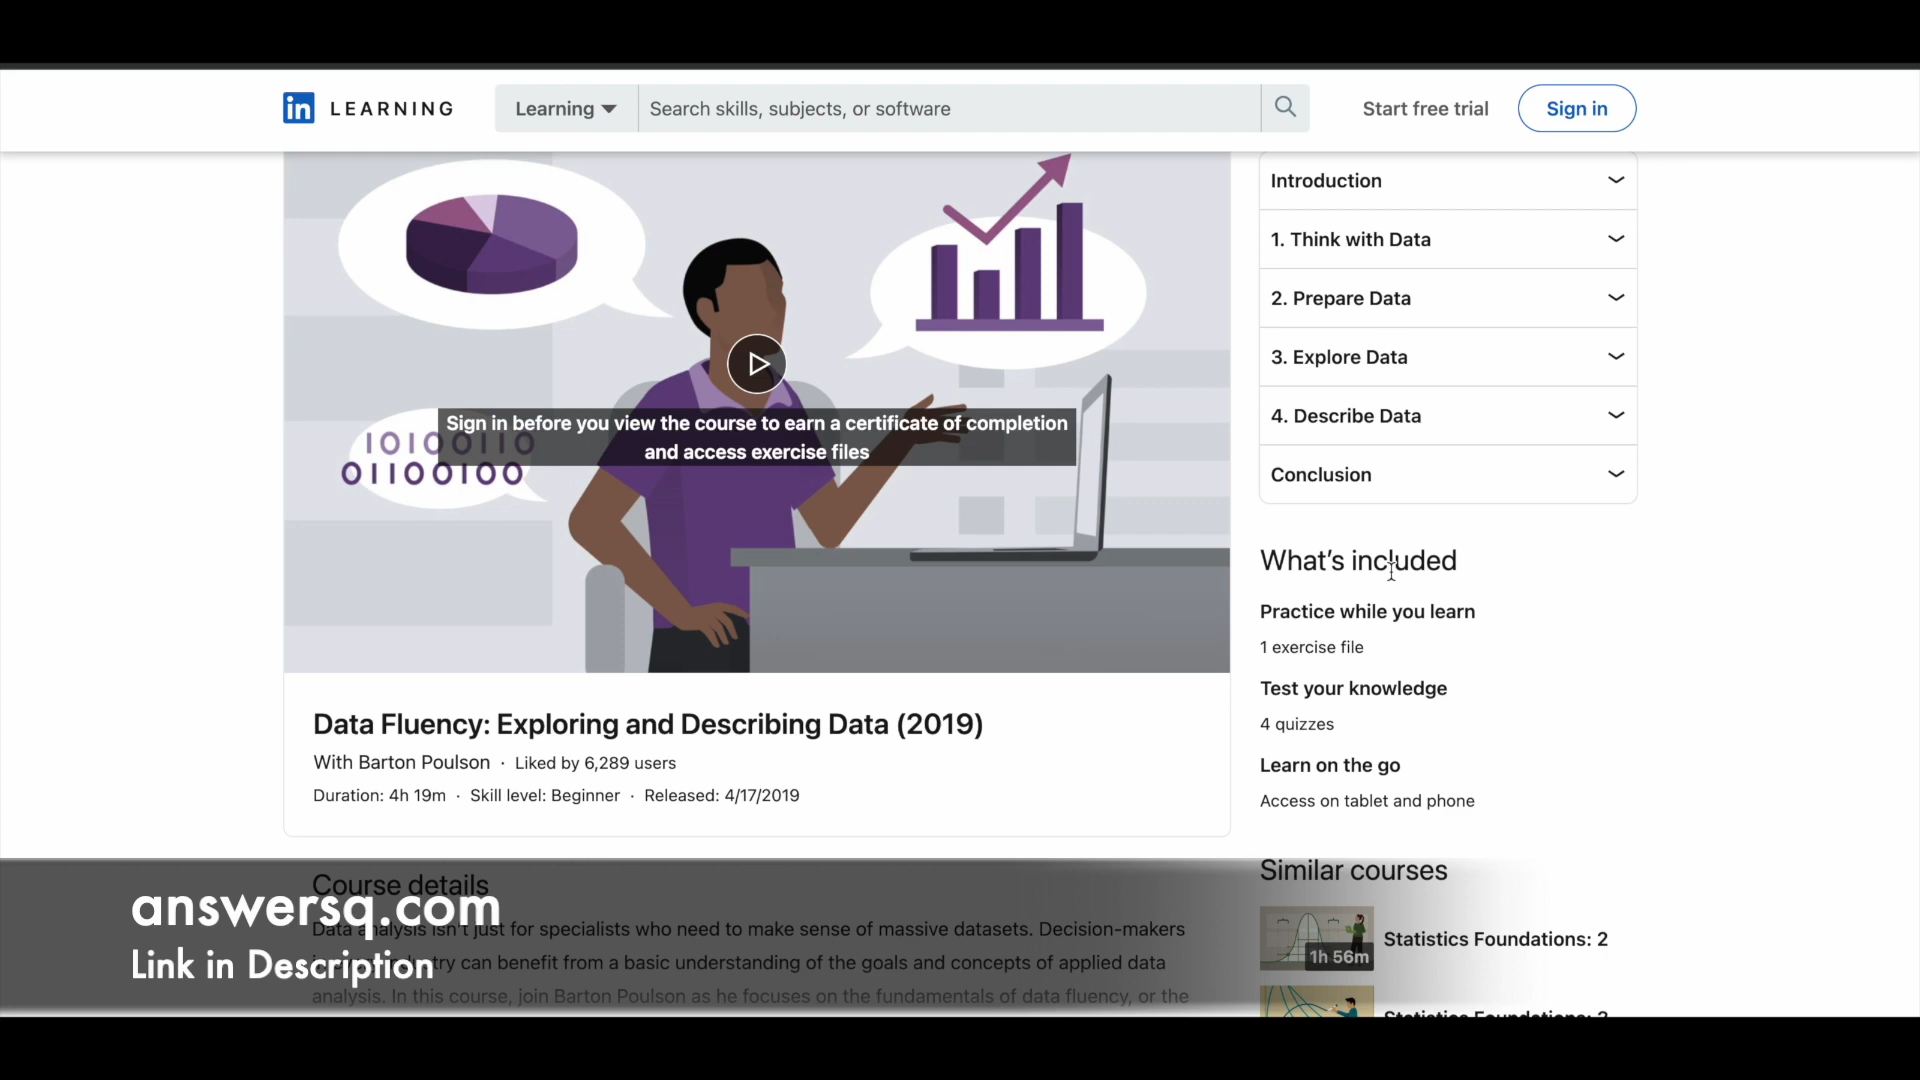 in LEARNING
Learning
Search skills, subjects, or software
Start free trial
Sign in
10100110
01100100
Sign in before you view the course to earn a certificate of completion
and access exercise files
Data Fluency: Exploring and Describing Data (2019)
With Barton Poulson · Liked by 6,289 users
Duration: 4h 19m · Skill level: Beginner · Released: 4/17/2019
Introduction
1. Think with Data
2. Prepare Data
3. Explore Data
4. Describe Data
Conclusion
What's included
Practice while you learn
1 exercise file
Test your knowledge
4 quizzes
Learn on the go
Access on tablet and phone
Similar courses
1h 56m
Statistics Foundations: 2
Statistics Foundations:
Course details
Data analysis isn't just for specialists who need to make sense of massive datasets. Decision-makers
can benefit from a basic understanding of the goals and concepts of applied data
analysis. In this course, join Barton Poulson as he focuses on the fundamentals of data fluency, or the
answersq.com
Link in Description